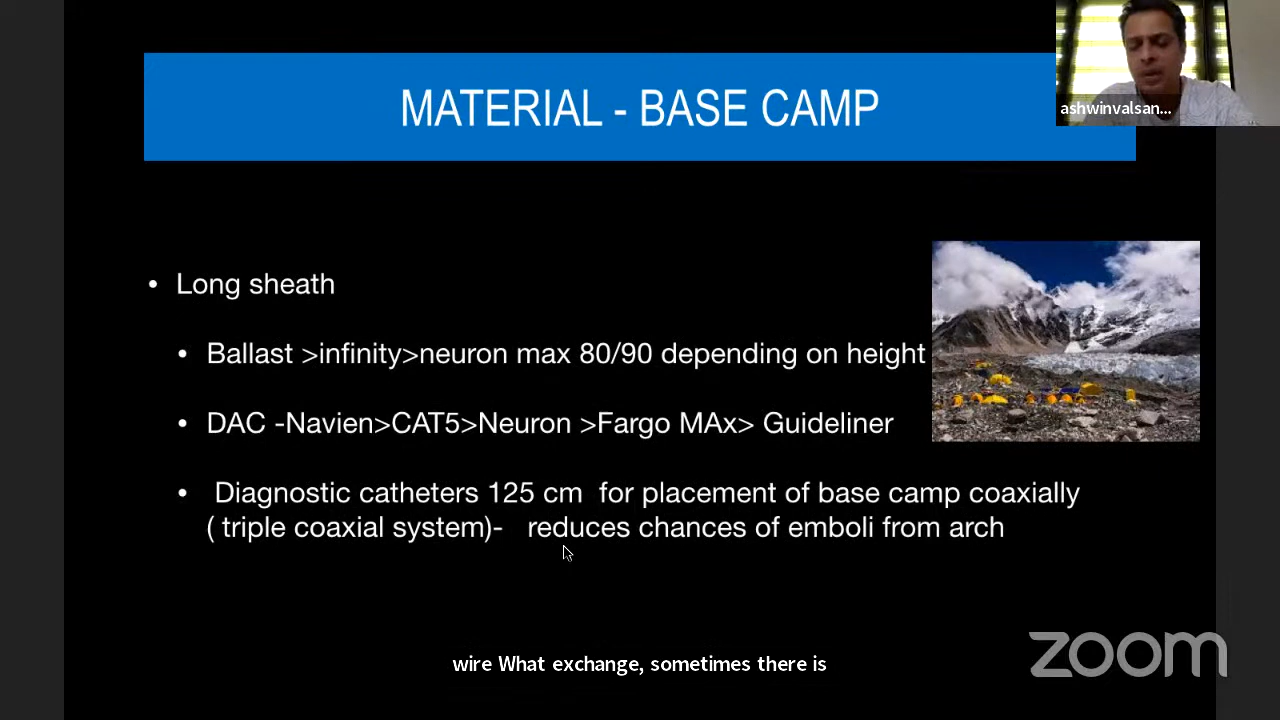 MATERIAL - BASE CAMP
ashwinvalsan...
• Long sheath
• Ballast >infinity>neuron max 80/90 depending on height
• DAC -Navien>CAT5>Neuron >Fargo MAx> Guideliner
• Diagnostic catheters 125 cm for placement of base camp coaxially
( triple coaxial system)- reduces chances of emboli from arch
wire What exchange, sometimes there is
zoom